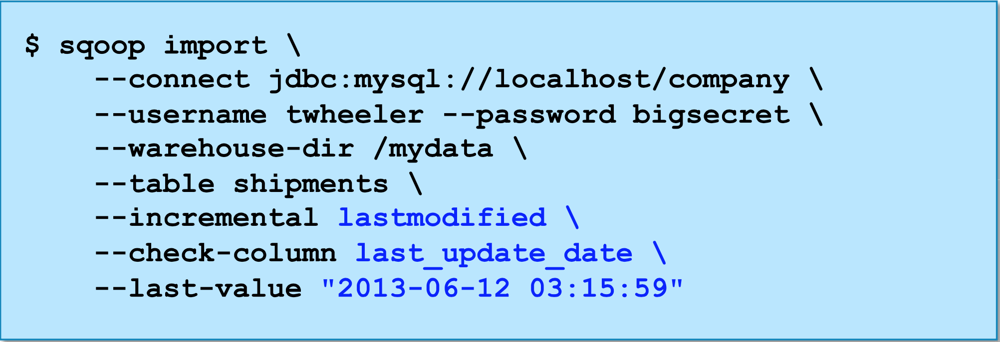 $ sqoop import \
--connect jdbc:mysql://localhost/company \
--username twheeler --password bigsecret \
--warehouse-dir /mydata \
--table shipments \
--incremental lastmodified \
--check-column last_update_date \
--last-value "2013-06-12 03:15:59"